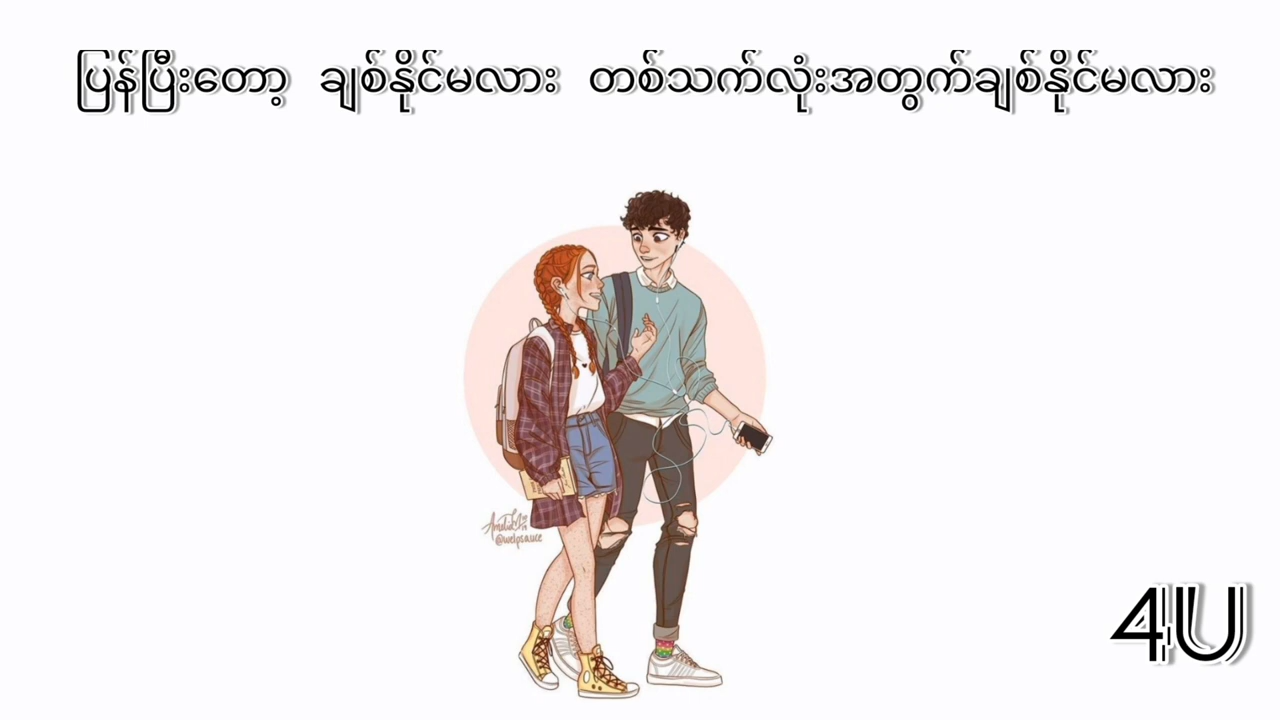 ပြန်ပြီးတော့ ချစ်နိုင်မလား တစ်သက်လုံးအတွက်ချစ်နိုင်မလား
@welpsauce
4U